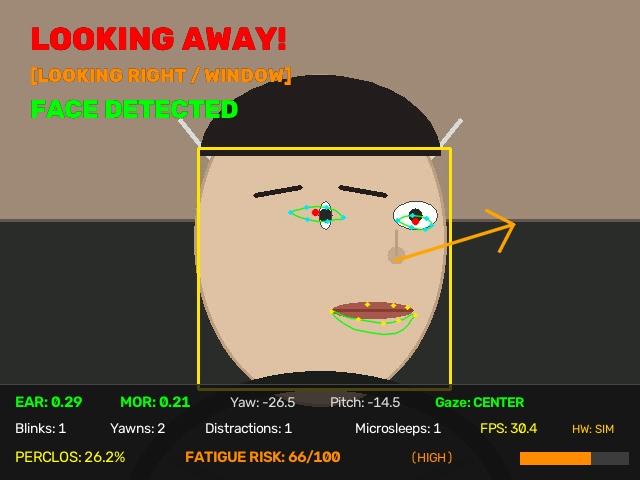 LOOKING AWAY!
[LOOKING RIGHT / WINDOW]
FACE DETECTED
EAR: 0.29 MOR: 0.21 Yaw: -26.5 Pitch: -14.5 Gaze: CENTER
Blinks: 1 Yawns: 2 Distractions: 1 Microsleeps: 1 FPS: 30.4 HW: SIM
PERCLOS: 26.2% FATIGUE RISK: 66/100 (HIGH)